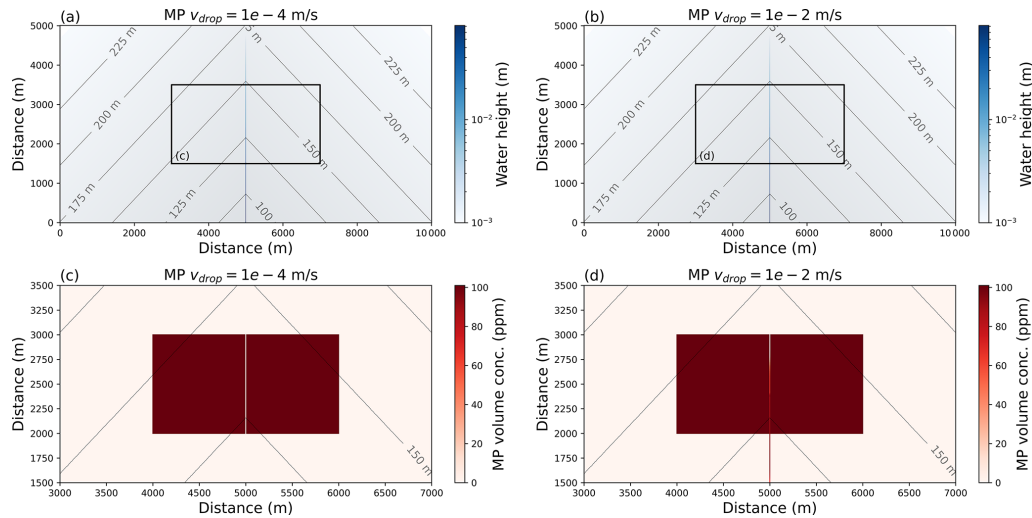 (a) MP v_drop = 1e − 4 m/s
5000
4000
3000
2000
1000
0
Distance (m)
225 m
200 m
175 m
125 m
5 m
225 m
200 m
150 m
100
(c)
0 2000 4000 6000 8000 10000
Distance (m)
10⁻²
10⁻³
Water height (m)
(b) MP v_drop = 1e − 2 m/s
5000
4000
3000
2000
1000
0
Distance (m)
225 m
200 m
175 m
125 m
5 m
225 m
200 m
150 m
100
(d)
0 2000 4000 6000 8000 10000
Distance (m)
10⁻²
10⁻³
Water height (m)
(c) MP v_drop = 1e − 4 m/s
3500
3250
3000
2750
2500
2250
2000
1750
1500
Distance (m)
150 m
3000 3500 4000 4500 5000 5500 6000 6500 7000
Distance (m)
100
80
60
40
20
0
MP volume conc. (ppm)
(d) MP v_drop = 1e − 2 m/s
3500
3250
3000
2750
2500
2250
2000
1750
1500
Distance (m)
150 m
3000 3500 4000 4500 5000 5500 6000 6500 7000
Distance (m)
100
80
60
40
20
0
MP volume conc. (ppm)